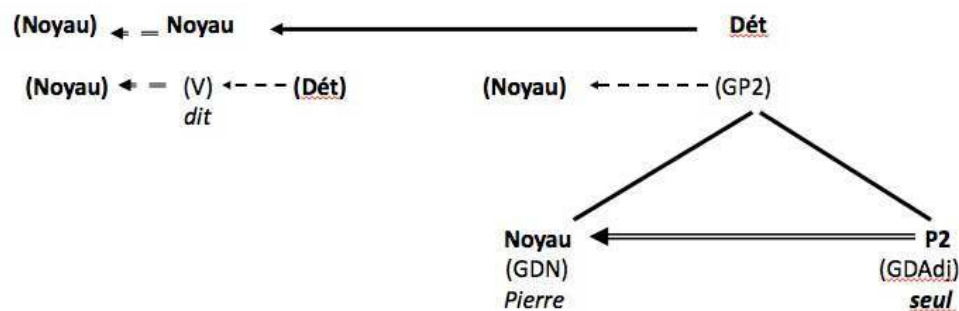 (Noyau) Noyau Dét
(Noyau) (V) (Dét) (Noyau) (GP2)
dit
Noyau P2
(GDN) (GDAdj)
Pierre seul